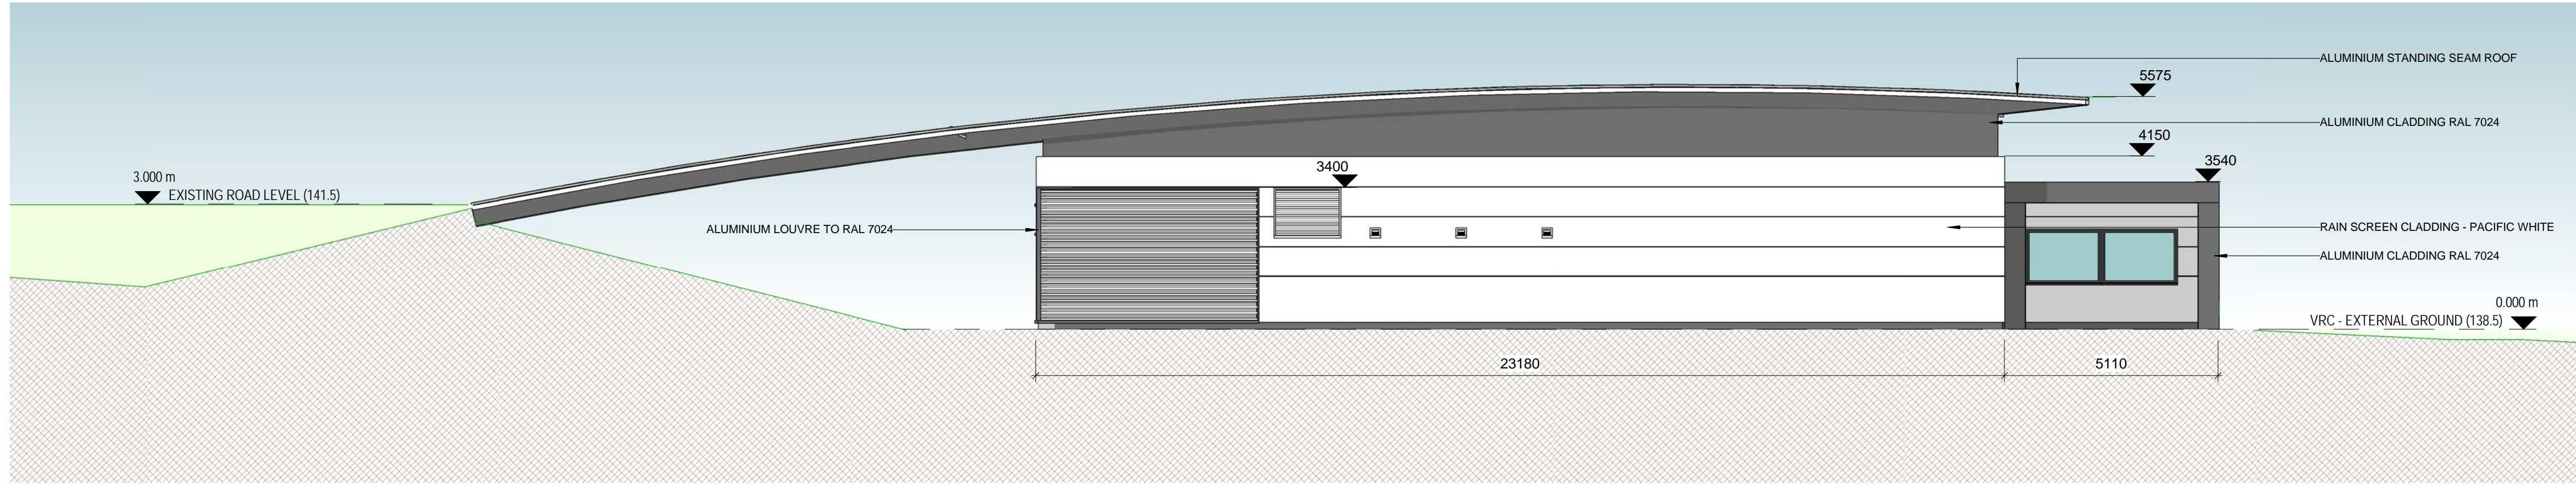 ALUMINIUM STANDING SEAM ROOF
5575
ALUMINIUM CLADDING RAL 7024
4150
3540
3400
3.000 m
EXISTING ROAD LEVEL (141.5)
ALUMINIUM LOUVRE TO RAL 7024
RAIN SCREEN CLADDING - PACIFIC WHITE
ALUMINIUM CLADDING RAL 7024
0.000 m
VRC - EXTERNAL GROUND (138.5)
23180
5110